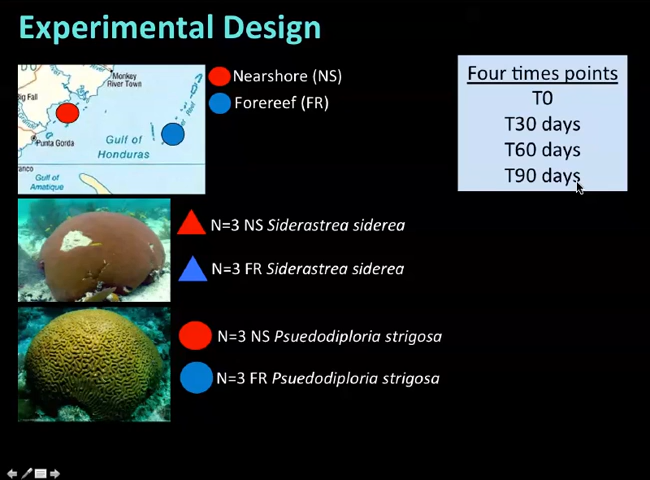 Experimental Design
Monkey
River Town
Big Fall
Punta Gorda
Gulf of
Honduras
Gulf of
Amatique
Nearshore (NS)
Forereef (FR)
Four times points
T0
T30 days
T60 days
T90 days
N=3 NS Siderastrea siderea
N=3 FR Siderastrea siderea
N=3 NS Psuedodiploria strigosa
N=3 FR Psuedodiploria strigosa